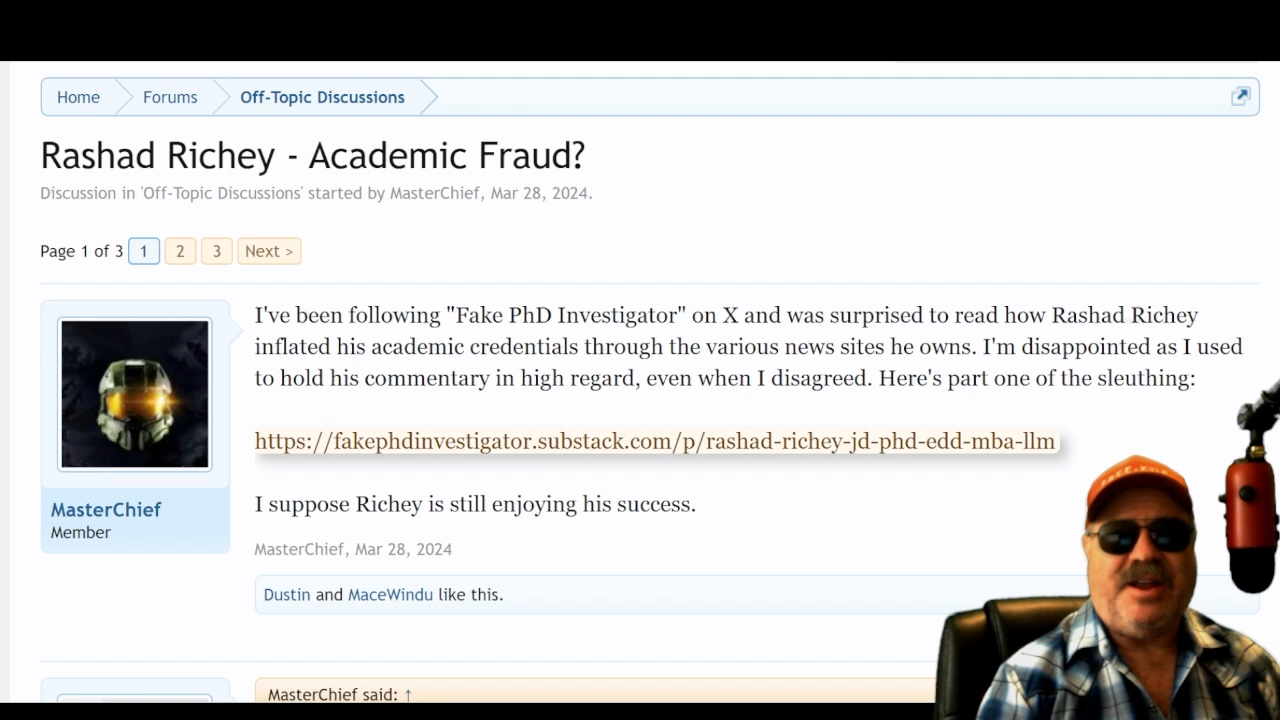 Home Forums Off-Topic Discussions
Rashad Richey - Academic Fraud?
Discussion in 'Off-Topic Discussions' started by MasterChief, Mar 28, 2024.
Page 1 of 3 1 2 3 Next >
I've been following "Fake PhD Investigator" on X and was surprised to read how Rashad Richey
inflated his academic credentials through the various news sites he owns. I'm disappointed as I used
to hold his commentary in high regard, even when I disagreed. Here's part one of the sleuthing:
https://fakephdinvestigator.substack.com/p/rashad-richey-jd-phd-edd-mba-llm
I suppose Richey is still enjoying his success.
MasterChief, Mar 28, 2024
Dustin and MaceWindu like this.
MasterChief
Member
MasterChief said: ↑